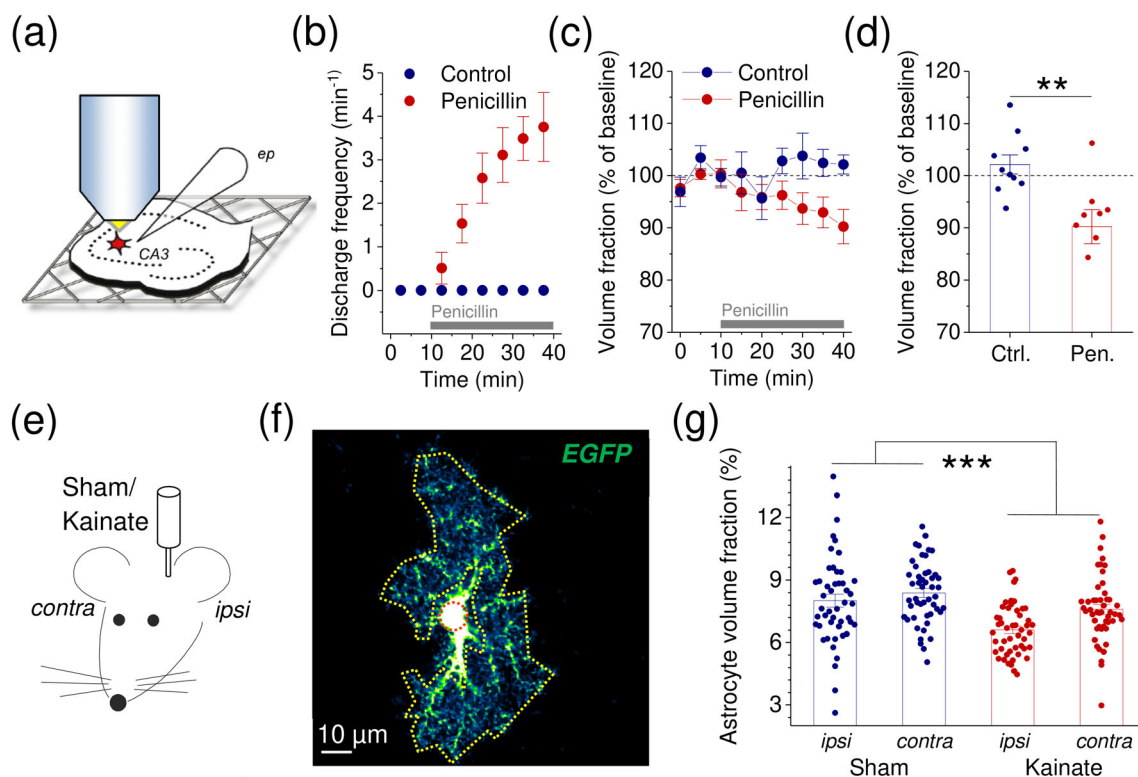 (a)
ep
CA3
(b)
Discharge frequency (min⁻¹)
5
4
3
2
1
0
Control
Penicillin
Penicillin
0 10 20 30 40
Time (min)
(c)
Volume fraction (% of baseline)
120
110
100
90
80
70
Control
Penicillin
Penicillin
0 10 20 30 40
Time (min)
(d)
Volume fraction (% of baseline)
120
110
100
90
80
70
**
Ctrl. Pen.
(e)
Sham/
Kainate
contra
ipsi
(f)
EGFP
10 µm
(g)
Astrocyte volume fraction (%)
12
9
6
3
***
ipsi contra ipsi contra
Sham Kainate